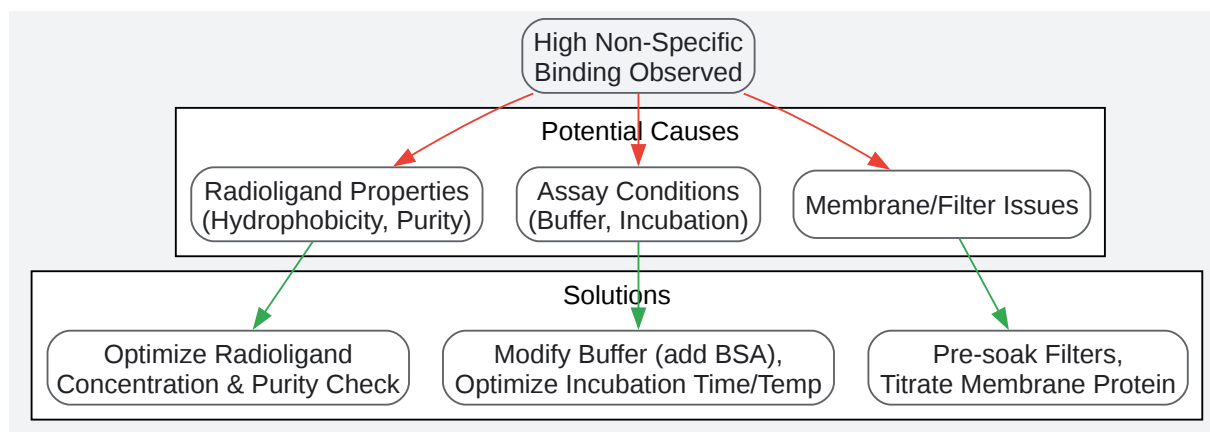 High Non-Specific
Binding Observed
Potential Causes
Radioligand Properties
(Hydrophobicity, Purity)
Assay Conditions
(Buffer, Incubation)
Membrane/Filter Issues
Solutions
Optimize Radioligand
Concentration & Purity Check
Modify Buffer (add BSA),
Optimize Incubation Time/Temp
Pre-soak Filters,
Titrate Membrane Protein